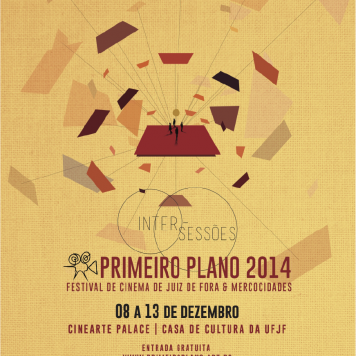 INTER-
SESSÕES
PRIMEIRO PLANO 2014
FESTIVAL DE CINEMA DE JUIZ DE FORA & MERCOCIDADES
08 A 13 DE DEZEMBRO
CINEARTE PALACE | CASA DE CULTURA DA UFJF
ENTRADA GRATUITA